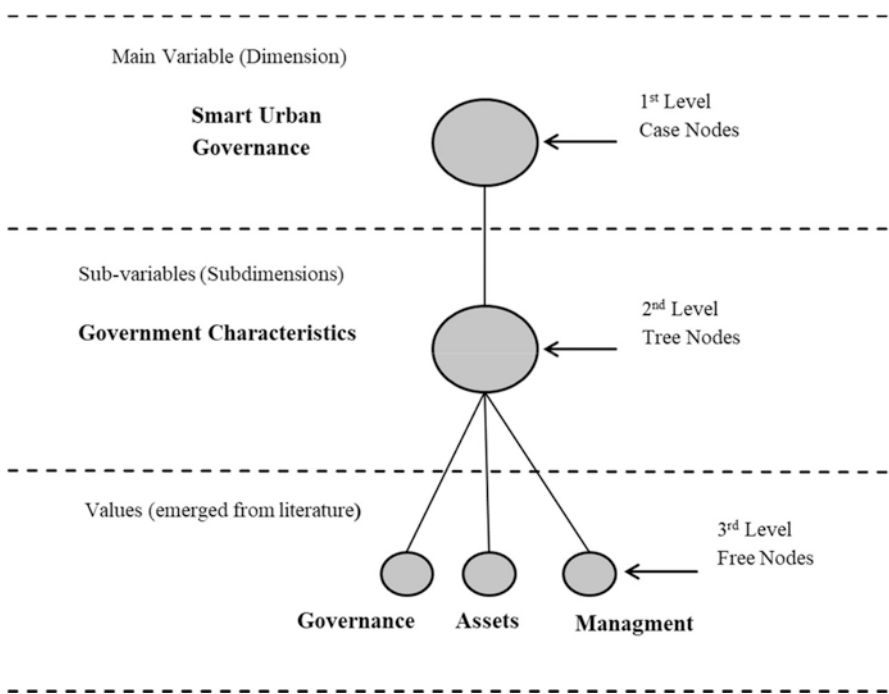 Main Variable (Dimension)
Smart Urban
Governance
1st Level
Case Nodes
Sub-variables (Subdimensions)
Government Characteristics
2nd Level
Tree Nodes
Values (emerged from literature)
3rd Level
Free Nodes
Governance
Assets
Managment